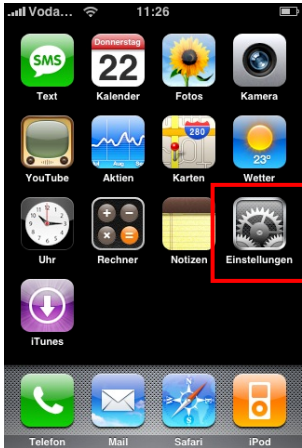 Voda... 11:26
SMS Donnerstag 22
Text Kalender Fotos Kamera
280 23°
YouTube Aktien Karten Wetter
Uhr Rechner Notizen Einstellungen
iTunes
Telefon Mail Safari iPod